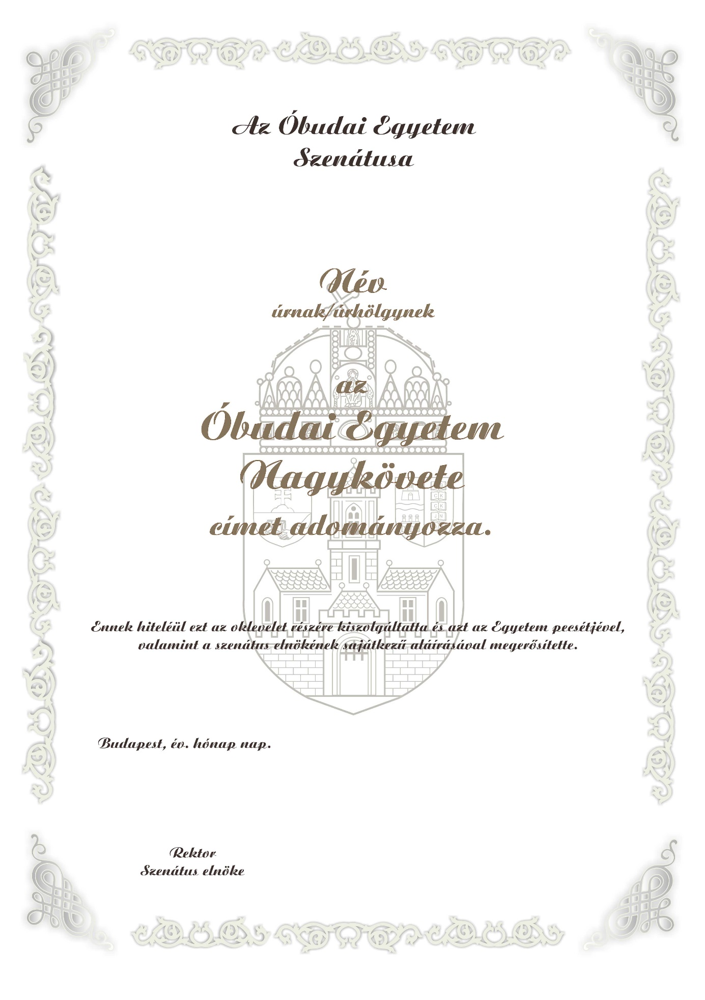 Az Óbudai Egyetem
Szenátusa
Név
úrnak/úrhölgynek
az
Óbudai Egyetem
Nagykövete
címet adományozza.
Ennek hiteléül ezt az oklevelet részére kiszolgáltatta és azt az Egyetem pecsétjével,
valamint a szenátus elnökének sajátkezű aláírásával megerősítette.
Budapest, év. hónap nap.
Rektor
Szenátus elnöke